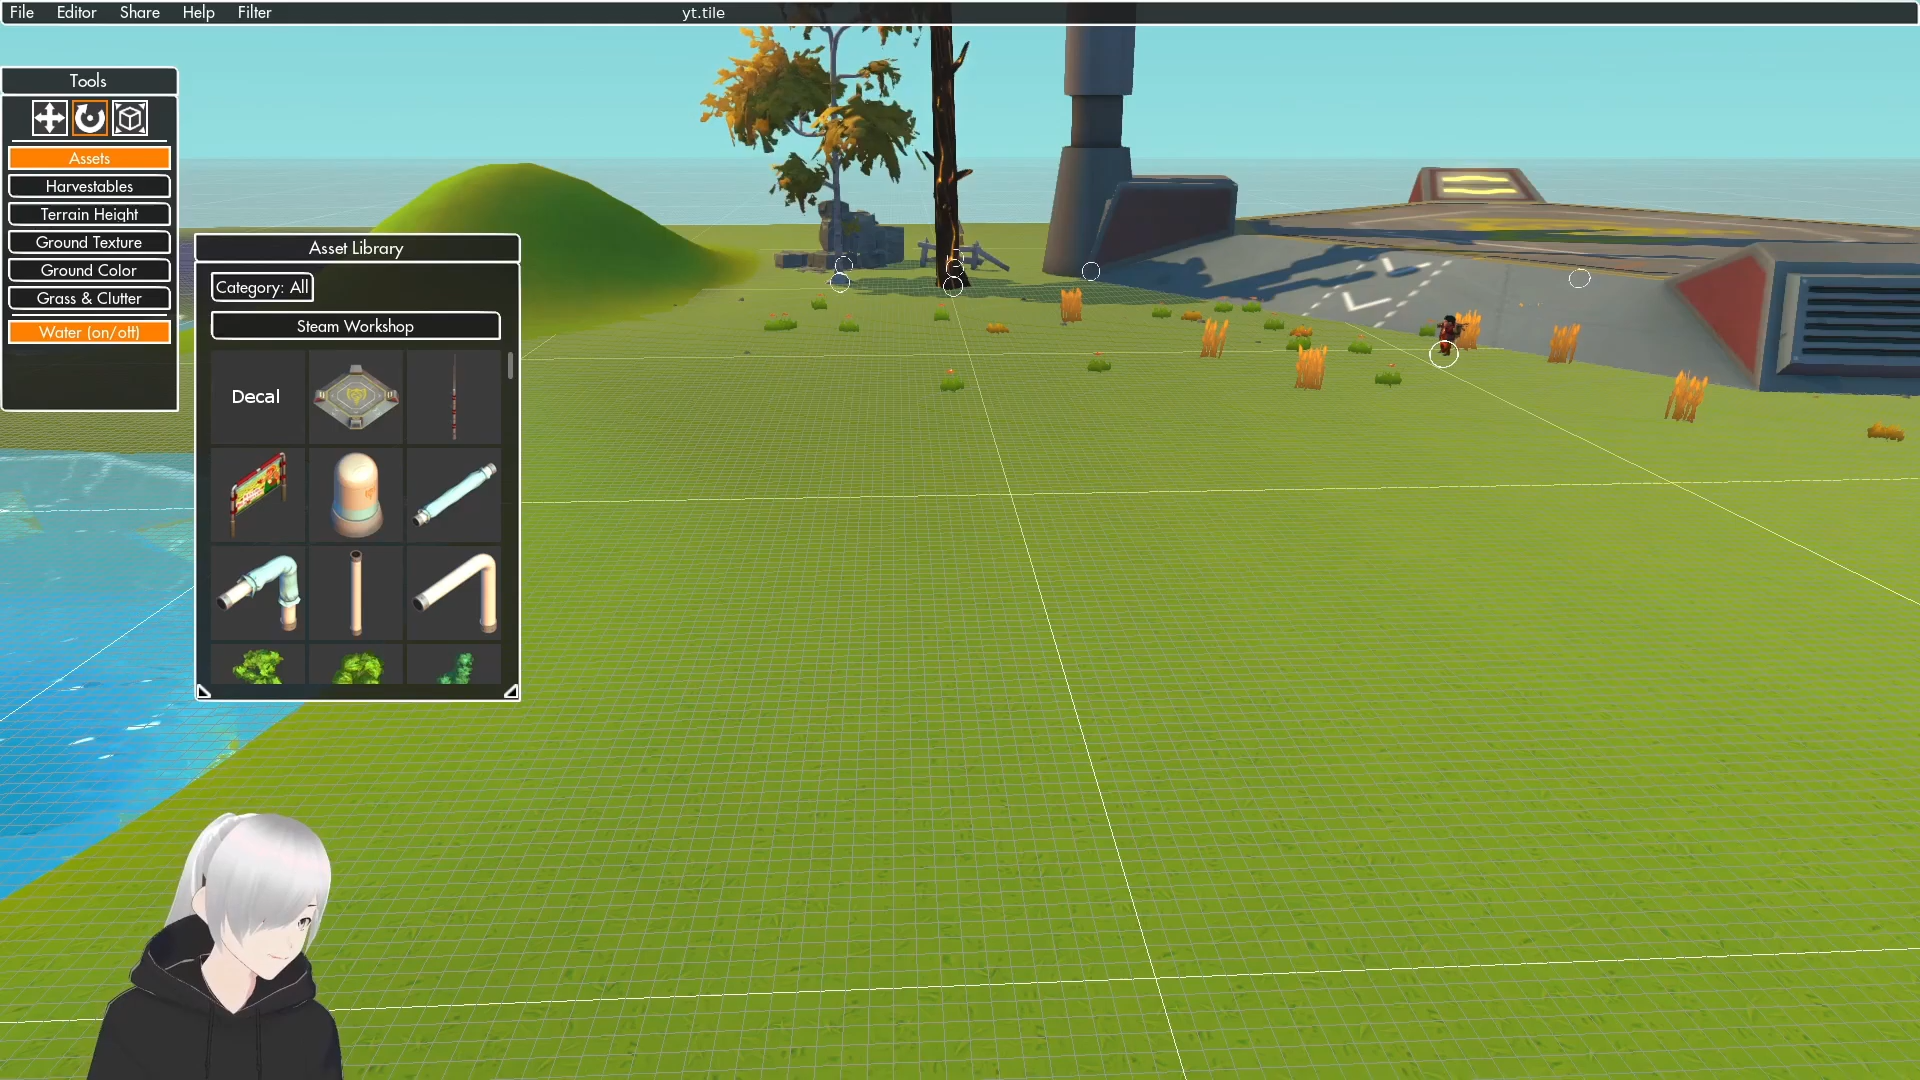 File Editor Share Help Filter
yt.tile
Tools
Assets
Harvestables
Terrain Height
Ground Texture
Ground Color
Grass & Clutter
Water (on/off)
Asset Library
Category: All
Steam Workshop
Decal